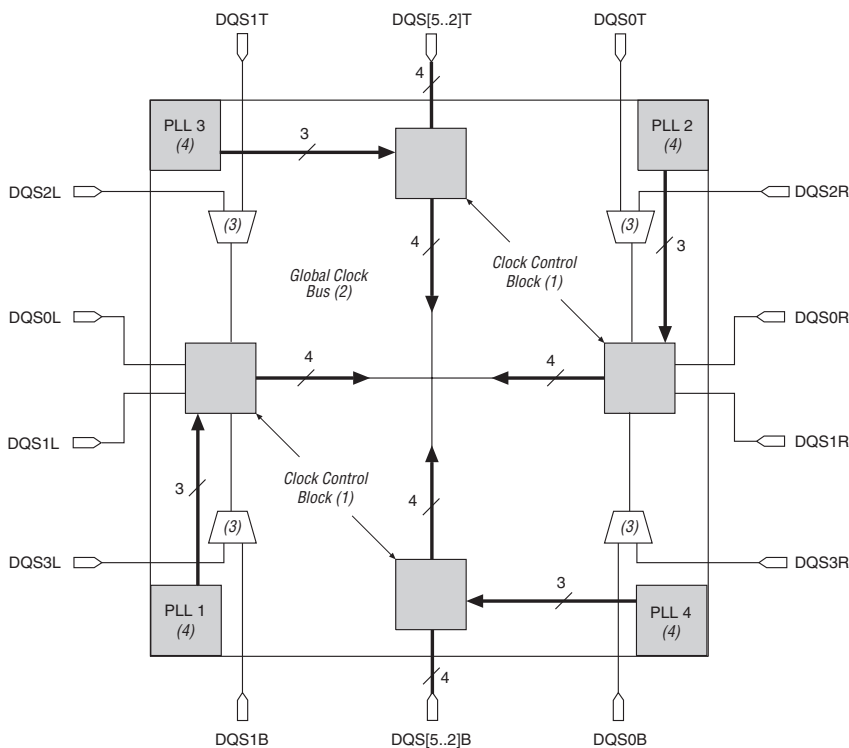 DQS1T
DQS[5..2]T
DQS0T
4
PLL 3
(4)
3
PLL 2
(4)
DQS2L
DQS2R
(3)
(3)
4
3
Global Clock
Bus (2)
Clock Control
Block (1)
DQS0L
DQS0R
4
4
DQS1L
DQS1R
Clock Control
Block (1)
3
4
(3)
(3)
DQS3L
DQS3R
3
PLL 1
(4)
PLL 4
(4)
4
DQS1B
DQS[5..2]B
DQS0B